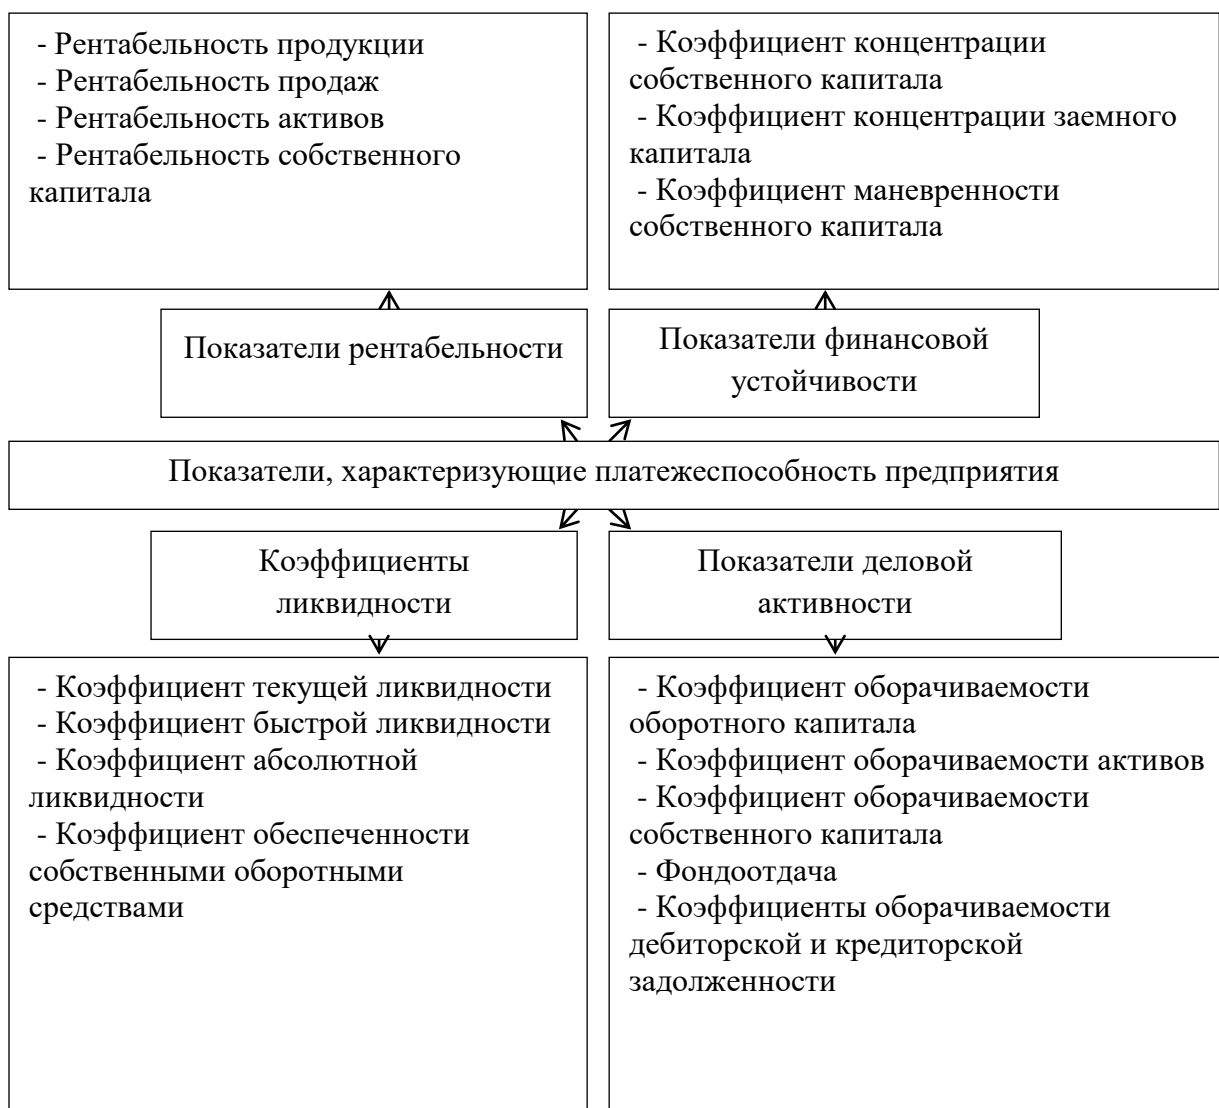 - Рентабельность продукции
- Рентабельность продаж
- Рентабельность активов
- Рентабельность собственного
капитала
- Коэффициент концентрации
собственного капитала
- Коэффициент концентрации заемного
капитала
- Коэффициент маневренности
собственного капитала
Показатели рентабельности
Показатели финансовой
устойчивости
Показатели, характеризующие платежеспособность предприятия
Коэффициенты
ликвидности
Показатели деловой
активности
- Коэффициент текущей ликвидности
- Коэффициент быстрой ликвидности
- Коэффициент абсолютной
ликвидности
- Коэффициент обеспеченности
собственными оборотными
средствами
- Коэффициент оборачиваемости
оборотного капитала
- Коэффициент оборачиваемости активов
- Коэффициент оборачиваемости
собственного капитала
- Фондоотдача
- Коэффициенты оборачиваемости
дебиторской и кредиторской
задолженности